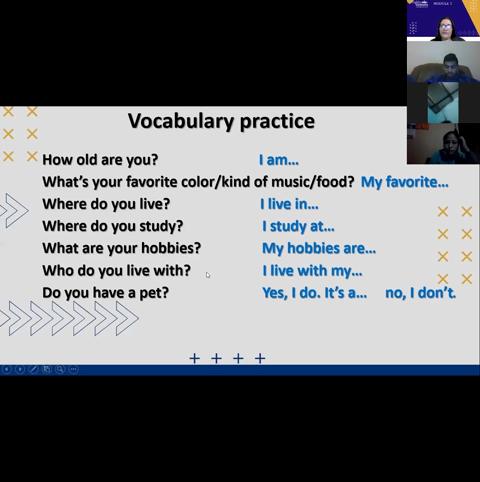 MODULE 1
Vocabulary practice
How old are you? I am...
What's your favorite color/kind of music/food? My favorite...
Where do you live? I live in...
Where do you study? I study at...
What are your hobbies? My hobbies are...
Who do you live with? I live with my...
Do you have a pet? Yes, I do. It's a... no, I don't.